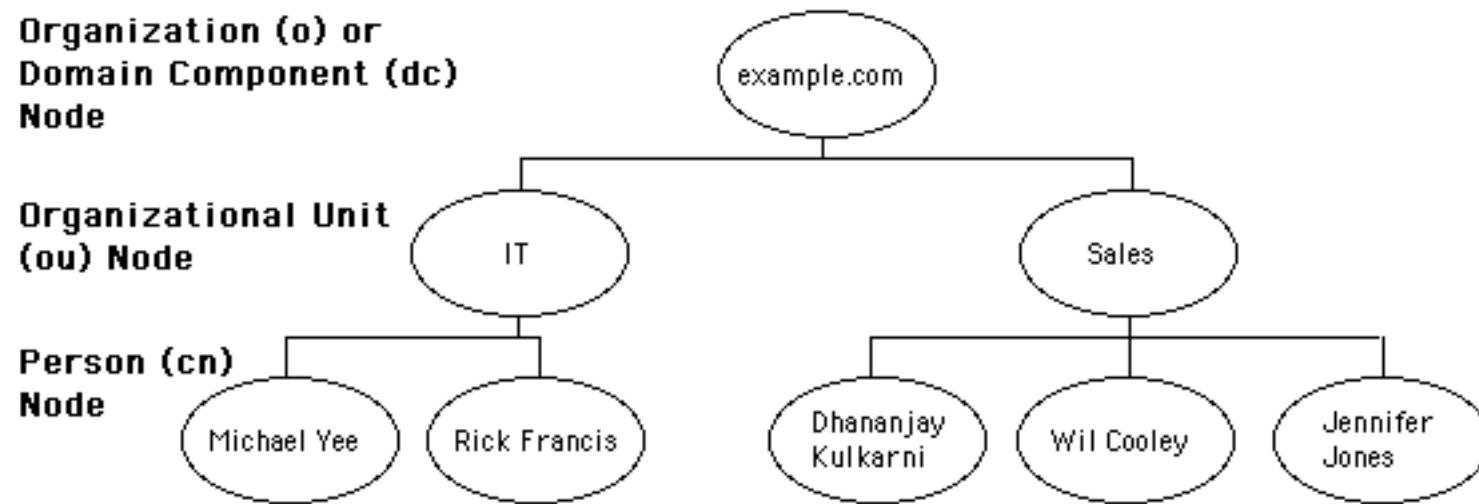 Organization (o) or
Domain Component (dc)
Node
example.com
Organizational Unit
(ou) Node
IT
Sales
Person (cn)
Node
Michael Yee
Rick Francis
Dhananjay
Kulkarni
Wil Cooley
Jennifer
Jones